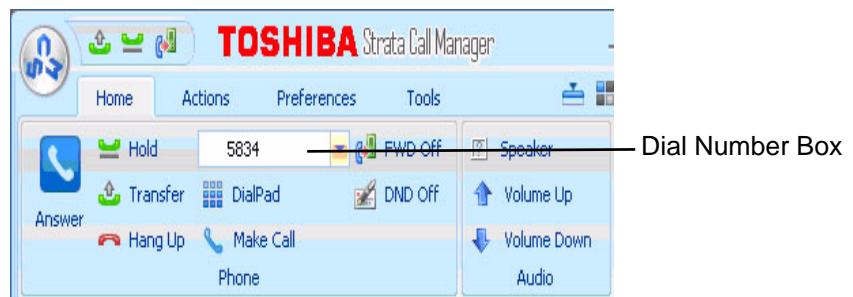 TOSHIBA Strata Call Manager
Home Actions Preferences Tools
Hold 5834 FWD Off Speaker Dial Number Box
Transfer DialPad DND Off Volume Up
Answer
Hang Up Make Call Volume Down
Phone Audio